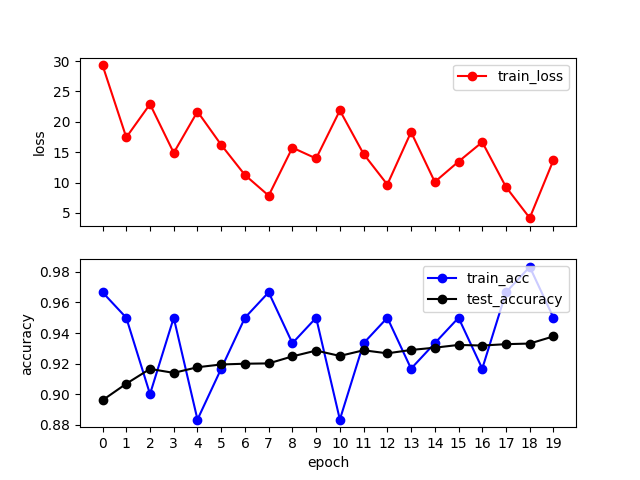 30
25
20
15
10
5
loss
train_loss
0.98
0.96
0.94
0.92
0.90
0.88
accuracy
train_acc
test_accuracy
0 1 2 3 4 5 6 7 8 9 10 11 12 13 14 15 16 17 18 19
epoch